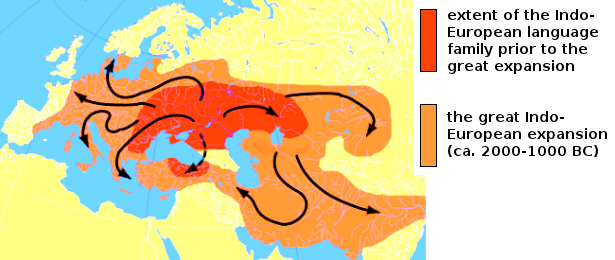 extent of the Indo-
European language
family prior to the
great expansion
the great Indo-
European expansion
(ca. 2000-1000 BC)